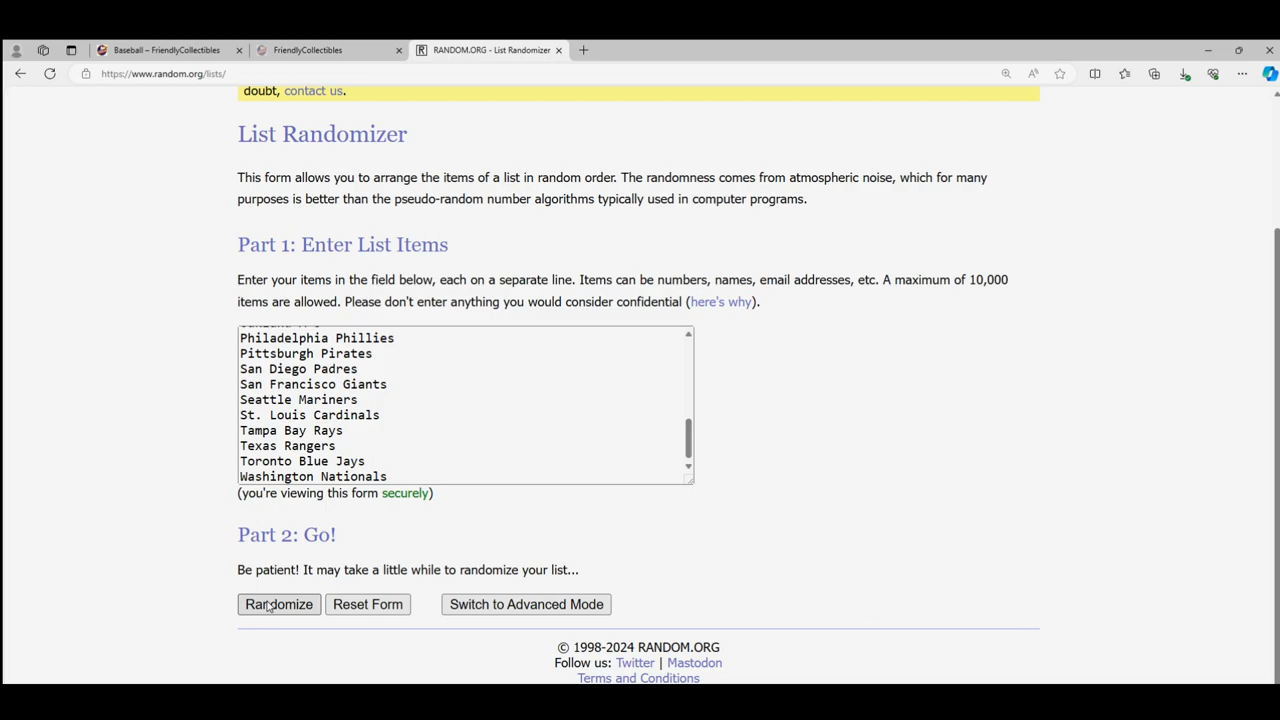 Baseball – FriendlyCollectibles
FriendlyCollectibles
RANDOM.ORG - List Randomizer
https://www.random.org/lists/
doubt, contact us.
List Randomizer
This form allows you to arrange the items of a list in random order. The randomness comes from atmospheric noise, which for many
purposes is better than the pseudo-random number algorithms typically used in computer programs.
Part 1: Enter List Items
Enter your items in the field below, each on a separate line. Items can be numbers, names, email addresses, etc. A maximum of 10,000
items are allowed. Please don't enter anything you would consider confidential (here's why).
Philadelphia Phillies
Pittsburgh Pirates
San Diego Padres
San Francisco Giants
Seattle Mariners
St. Louis Cardinals
Tampa Bay Rays
Texas Rangers
Toronto Blue Jays
Washington Nationals
(you're viewing this form securely)
Part 2: Go!
Be patient! It may take a little while to randomize your list...
Randomize Reset Form Switch to Advanced Mode
© 1998-2024 RANDOM.ORG
Follow us: Twitter | Mastodon
Terms and Conditions